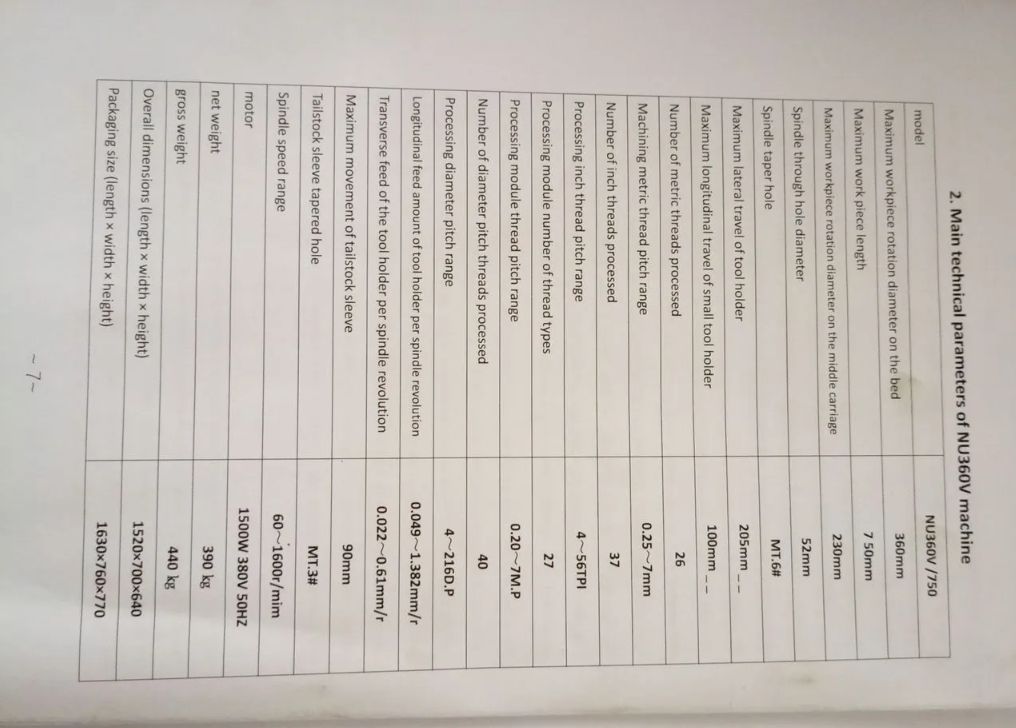 2. Main technical parameters of NU360V machine
model NU360V /750
Maximum workpiece rotation diameter on the bed 360mm
Maximum work piece length 7 50mm
Maximum workpiece rotation diameter on the middle carriage 230mm
Spindle through hole diameter 52mm
Spindle taper hole MT.6#
Maximum lateral travel of tool holder 205mm – –
Maximum longitudinal travel of small tool holder 100mm – –
Number of metric threads processed 26
Machining metric thread pitch range 0.25～7mm
Number of inch threads processed 37
Processing inch thread pitch range 4～56TPI
Processing module number of thread types 27
Processing module thread pitch range 0.20～7M.P
Number of diameter pitch threads processed 40
Processing diameter pitch range 4～216D.P
Longitudinal feed amount of tool holder per spindle revolution 0.049～1.382mm/r
Transverse feed of the tool holder per spindle revolution 0.022～0.61mm/r
Maximum movement of tailstock sleeve 90mm
Tailstock sleeve tapered hole MT.3#
Spindle speed range 60～1600r/mim
motor 1500W 380V 50HZ
net weight 390 kg
gross weight 440 kg
Overall dimensions (length × width × height) 1520×700×640
Packaging size (length × width × height) 1630×760×770
~ 7~